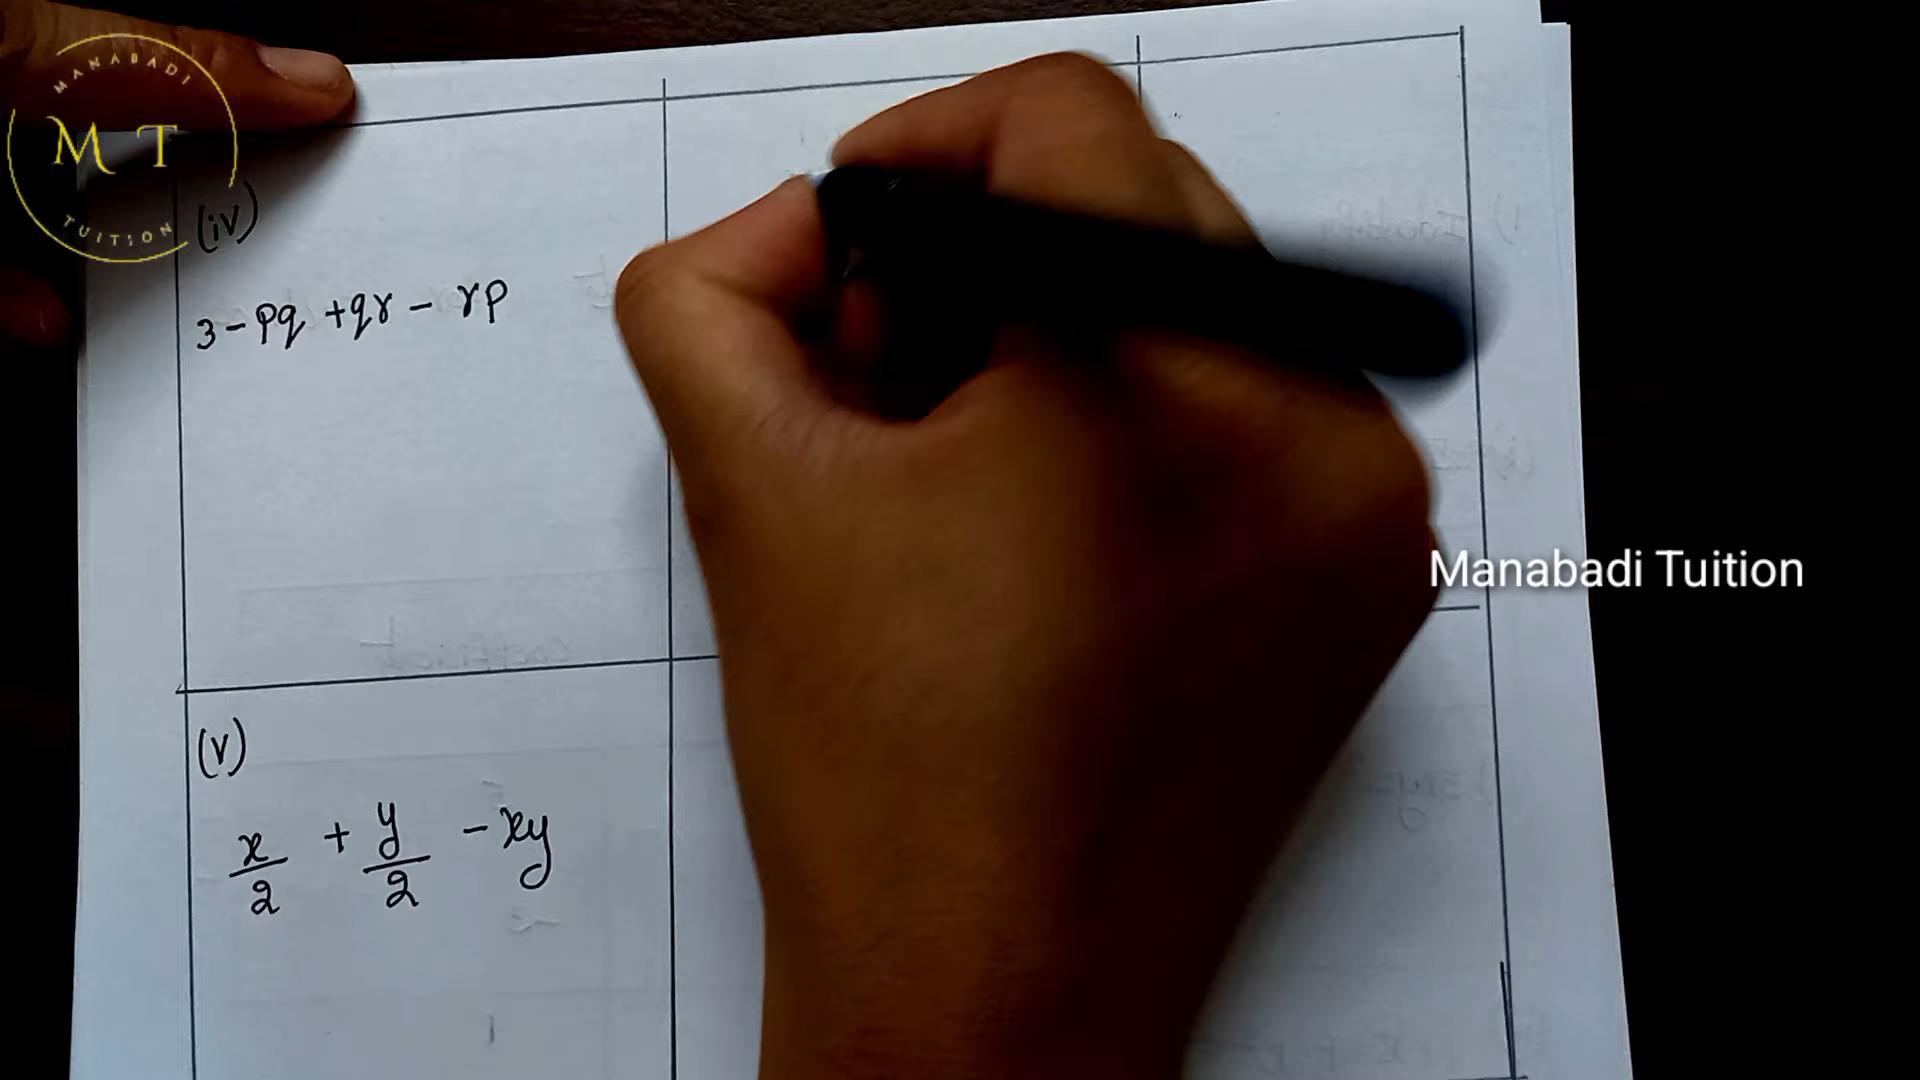 MANABADI
M T
TUITION
(iv)
3 - pq + qr - rp
Manabadi Tuition
(v)
x/2 + y/2 - xy